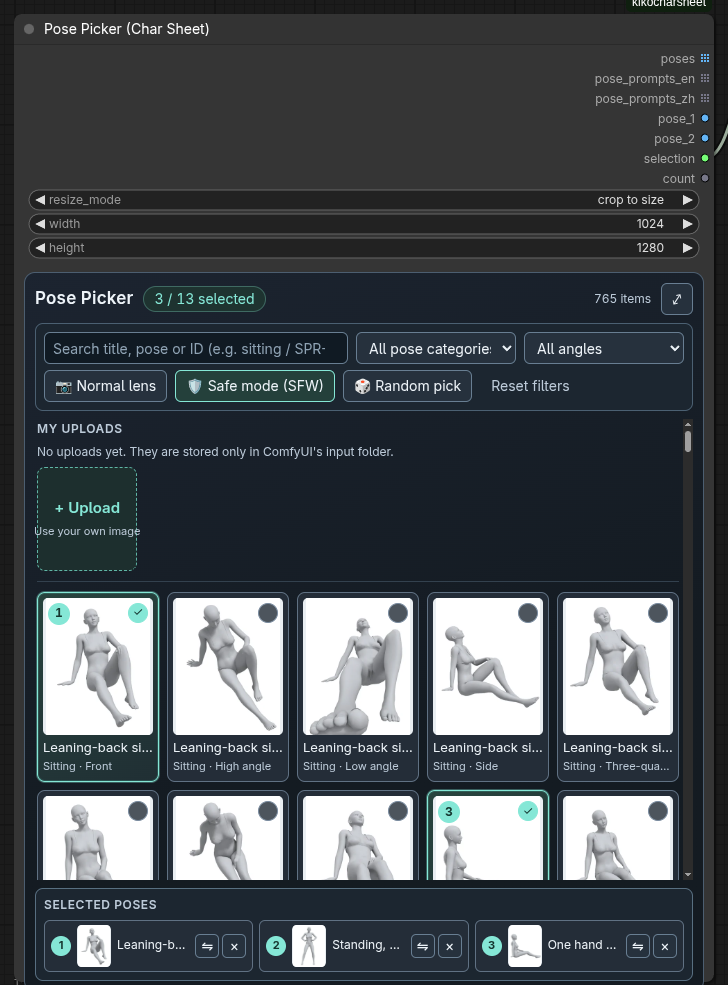 kikocharsheet
Pose Picker (Char Sheet)
poses
pose_prompts_en
pose_prompts_zh
pose_1
pose_2
selection
count
resize_mode crop to size
width 1024
height 1280
Pose Picker 3 / 13 selected 765 items
Search title, pose or ID (e.g. sitting / SPR- All pose categories All angles
Normal lens Safe mode (SFW) Random pick Reset filters
MY UPLOADS
No uploads yet. They are stored only in ComfyUI's input folder.
+ Upload
Use your own image
1
Leaning-back si... Leaning-back si... Leaning-back si... Leaning-back si... Leaning-back si...
Sitting · Front Sitting · High angle Sitting · Low angle Sitting · Side Sitting · Three-qua...
3
SELECTED POSES
1 Leaning-b... 2 Standing, ... 3 One hand ...